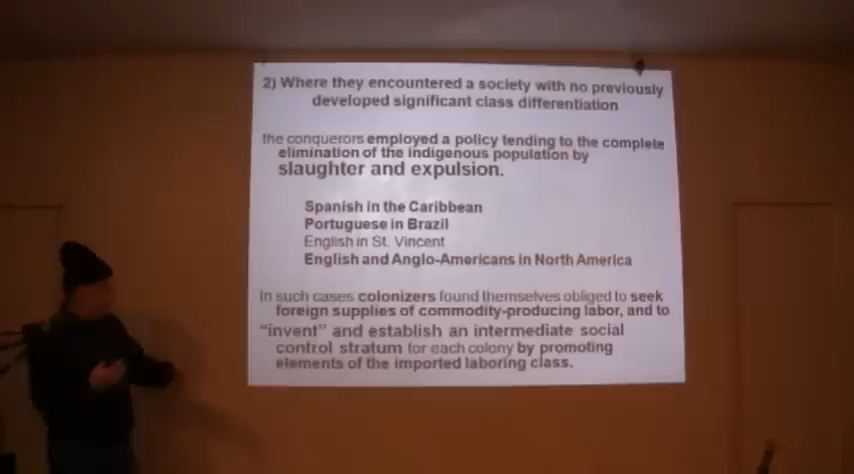 2) Where they encountered a society with no previously
developed significant class differentiation
the conquerors employed a policy tending to the complete
elimination of the indigenous population by
slaughter and expulsion.
Spanish in the Caribbean
Portuguese in Brazil
English in St. Vincent
English and Anglo-Americans in North America
In such cases colonizers found themselves obliged to seek
foreign supplies of commodity-producing labor, and to
“invent” and establish an intermediate social
control stratum for each colony by promoting
elements of the imported laboring class.